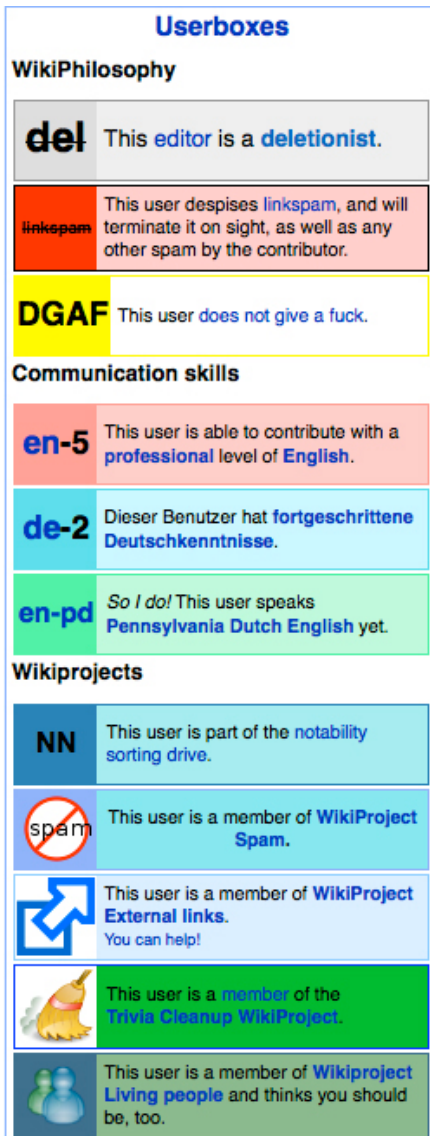 Userboxes
WikiPhilosophy
del This editor is a deletionist.
linkspam
This user despises linkspam, and will
terminate it on sight, as well as any
other spam by the contributor.
DGAF This user does not give a fuck.
Communication skills
en-5
This user is able to contribute with a
professional level of English.
de-2
Dieser Benutzer hat fortgeschrittene
Deutschkenntnisse.
en-pd
So I do! This user speaks
Pennsylvania Dutch English yet.
Wikiprojects
NN
This user is part of the notability
sorting drive.
spam
This user is a member of WikiProject
Spam.
This user is a member of WikiProject
External links.
You can help!
This user is a member of the
Trivia Cleanup WikiProject.
This user is a member of Wikiproject
Living people and thinks you should
be, too.